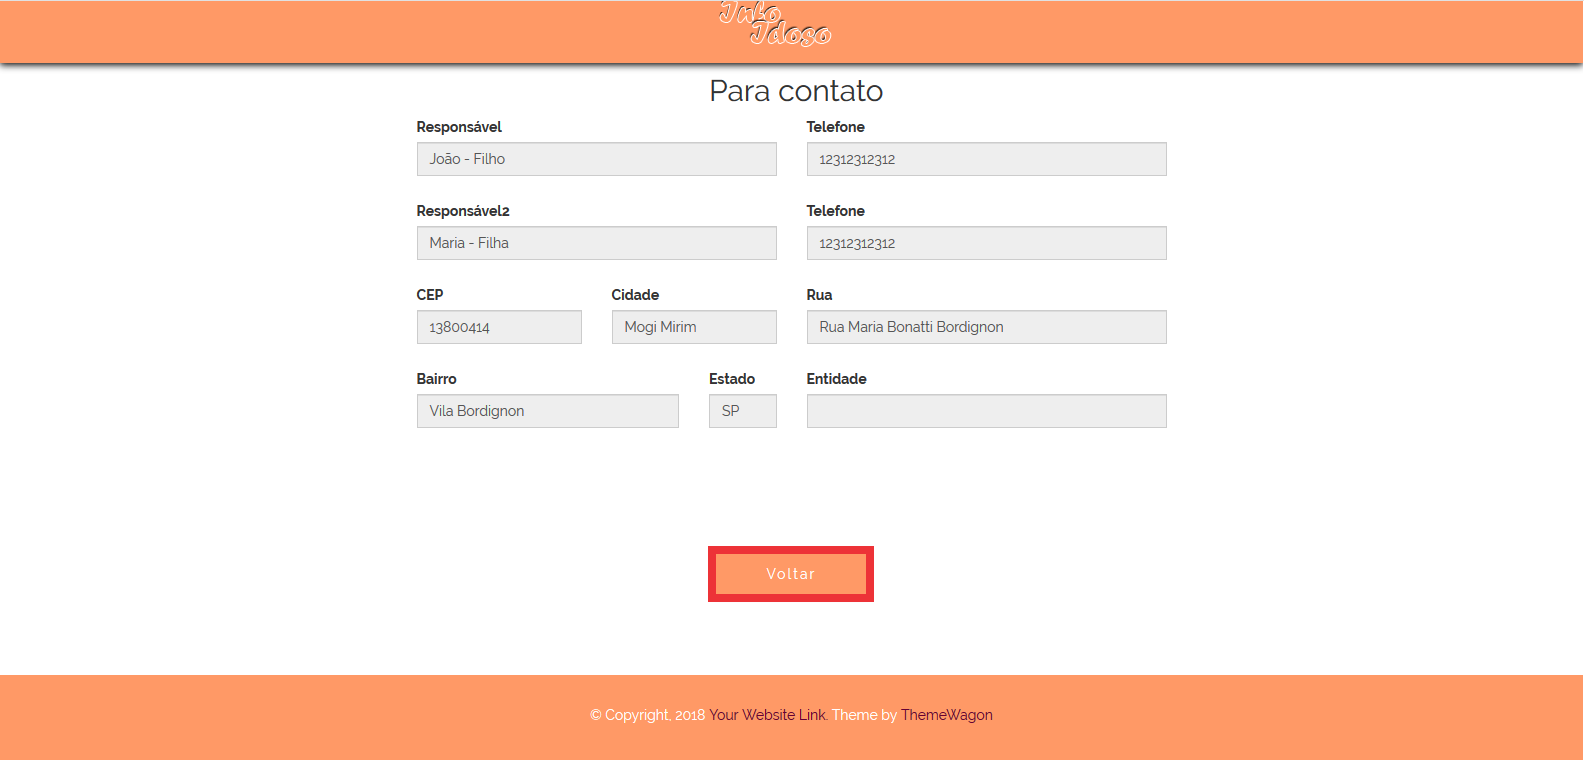 Info
Idoso
Para contato
Responsável Telefone
João - Filho 12312312312
Responsável2 Telefone
Maria - Filha 12312312312
CEP Cidade Rua
13800414 Mogi Mirim Rua Maria Bonatti Bordignon
Bairro Estado Entidade
Vila Bordignon SP
Voltar
© Copyright, 2018 Your Website Link. Theme by ThemeWagon